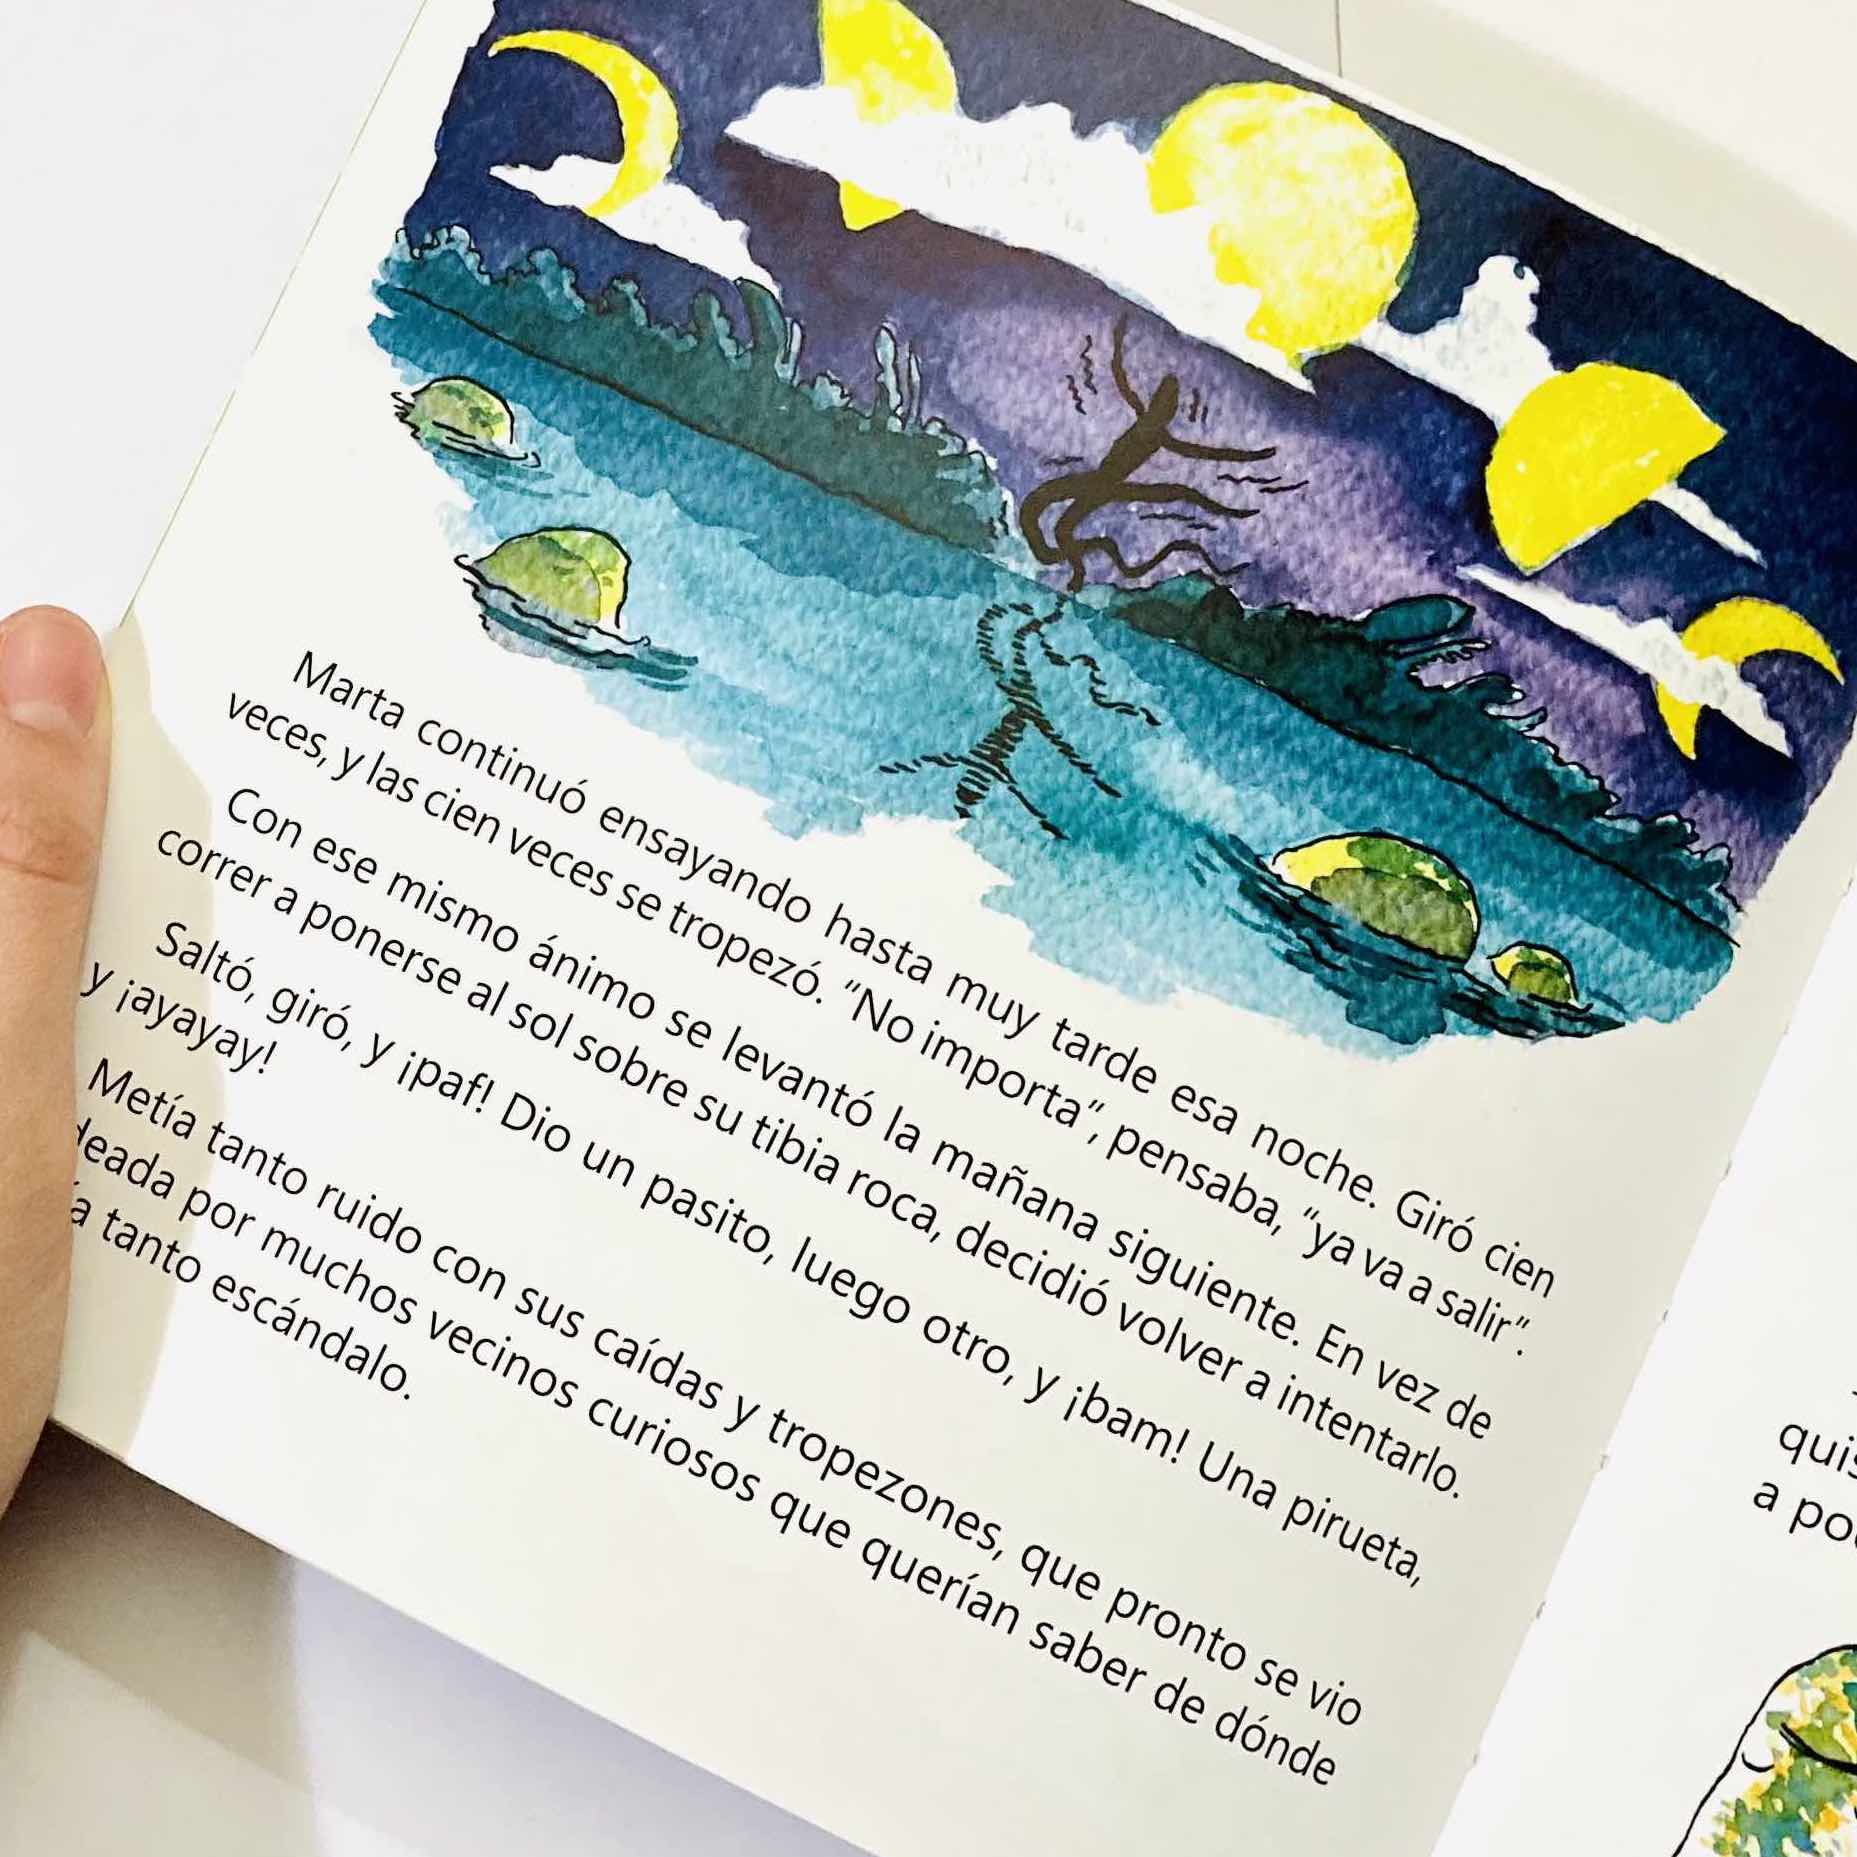 Marta continuó ensayando hasta muy tarde esa noche. Giró cien
veces, y las cien veces se tropezó. “No importa”, pensaba, “ya va a salir”.
Con ese mismo ánimo se levantó la mañana siguiente. En vez de
correr a ponerse al sol sobre su tibia roca, decidió volver a intentarlo.
Saltó, giró, y ¡paf! Dio un pasito, luego otro, y ¡bam! Una pirueta,
y ¡ayayay!
Metía tanto ruido con sus caídas y tropezones, que pronto se vio
por muchos vecinos curiosos que querían saber de dónde
tanto escándalo.
a